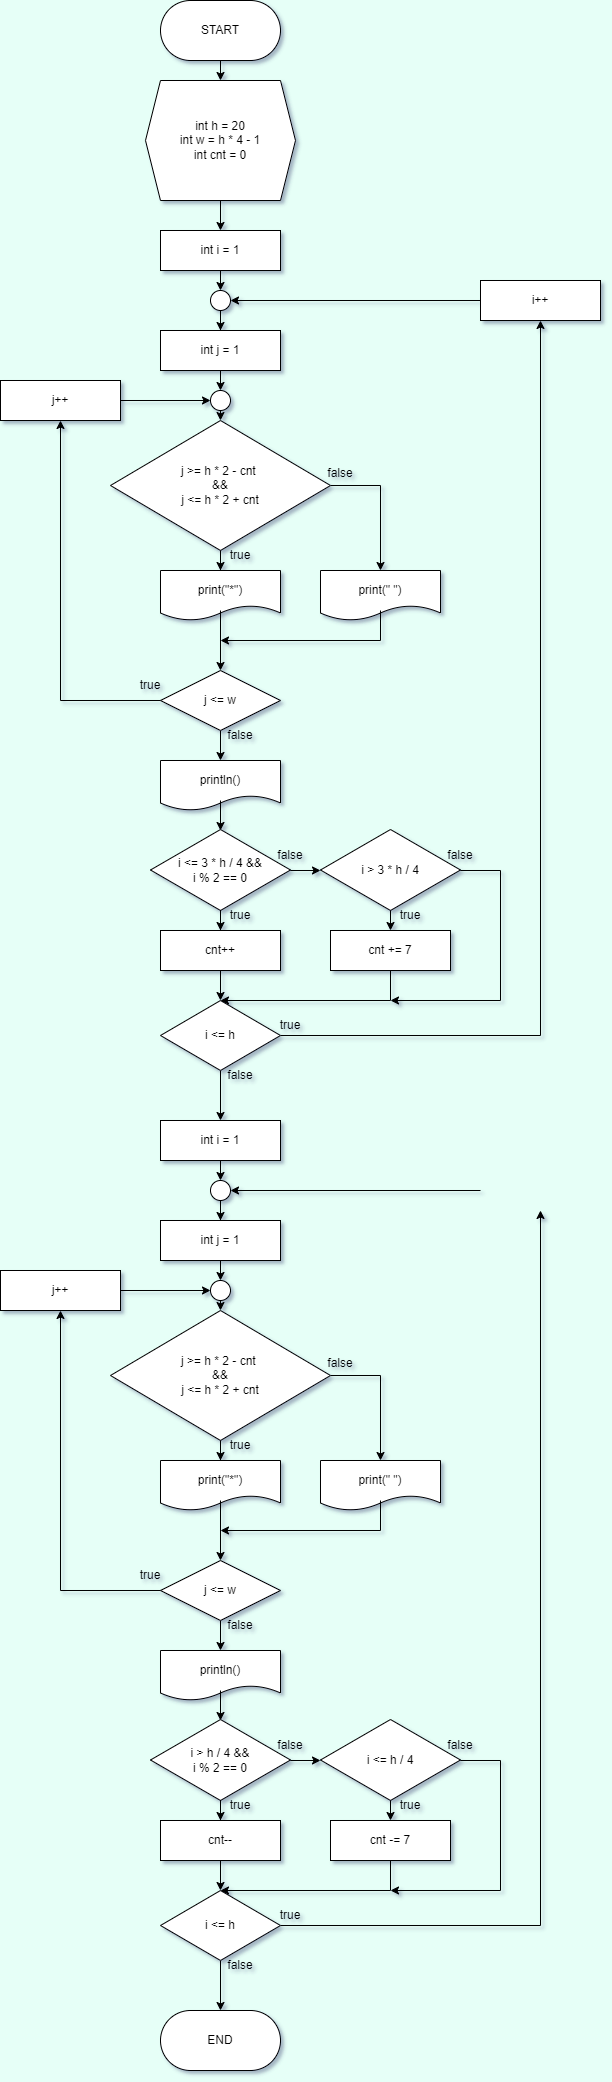 START
int h = 20
int w = h * 4 - 1
int cnt = 0
int i = 1
i++
int j = 1
j++
j >= h * 2 - cnt
&&
j <= h * 2 + cnt
false
true
print("*")
print(" ")
true
j <= w
false
println()
i <= 3 * h / 4 &&
i % 2 == 0
false
i > 3 * h / 4
false
true
true
cnt++
cnt += 7
i <= h
true
false
int i = 1
int j = 1
j++
j >= h * 2 - cnt
&&
j <= h * 2 + cnt
false
true
print("*")
print(" ")
true
j <= w
false
println()
i > h / 4 &&
i % 2 == 0
false
i <= h / 4
false
true
true
cnt--
cnt -= 7
i <= h
true
false
END